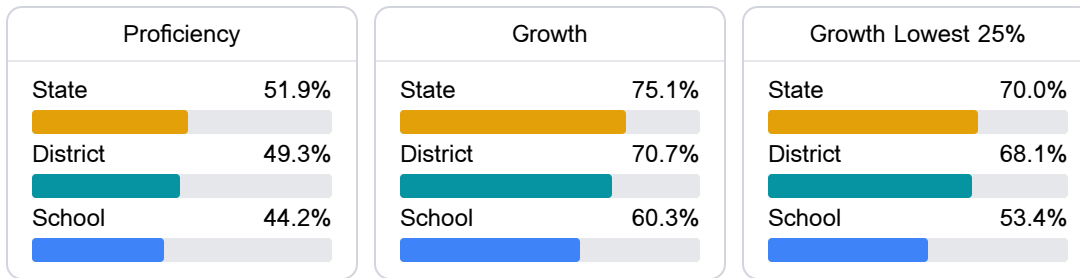 Proficiency
State 51.9%
District 49.3%
School 44.2%
Growth
State 75.1%
District 70.7%
School 60.3%
Growth Lowest 25%
State 70.0%
District 68.1%
School 53.4%